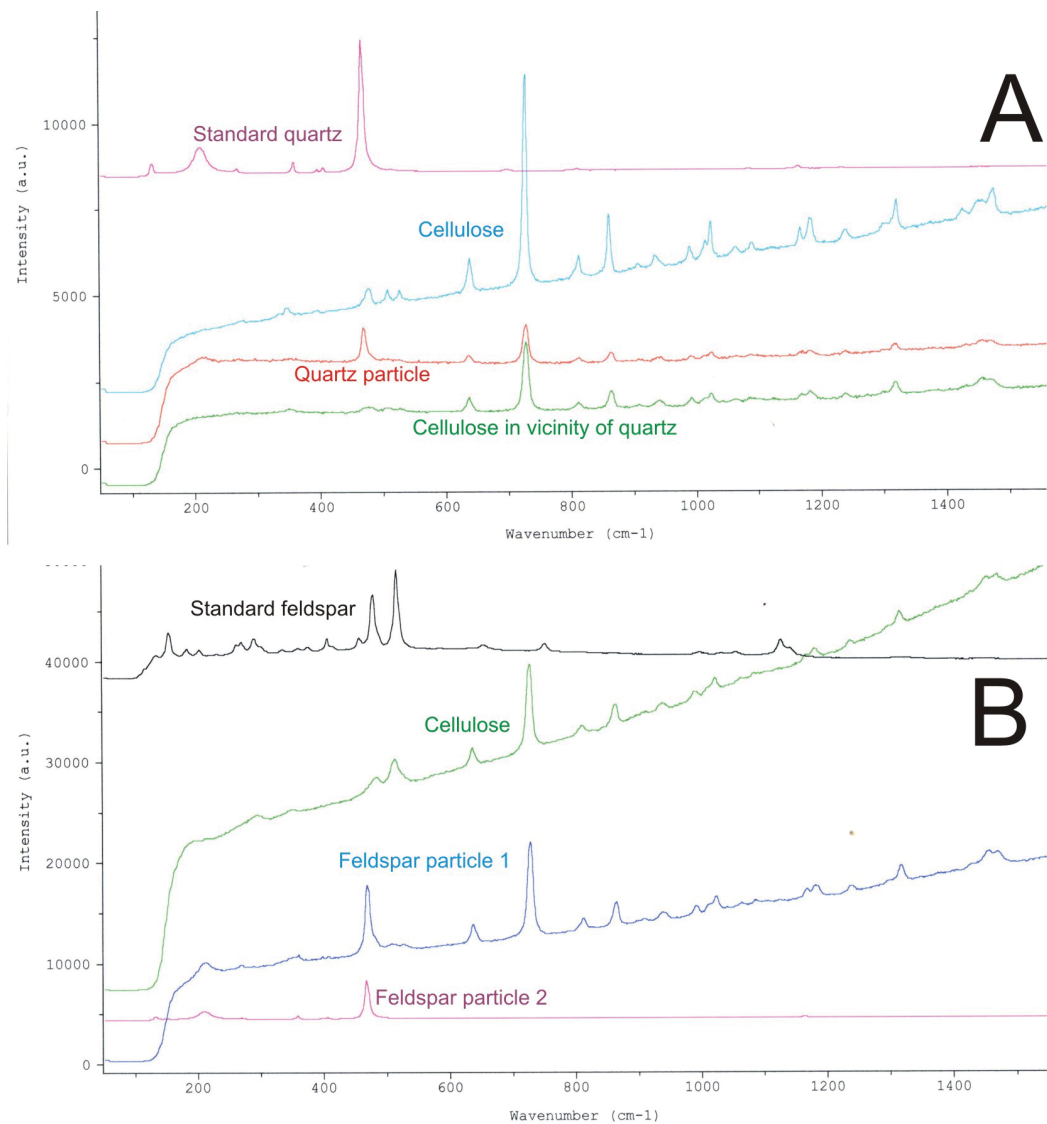 A
Standard quartz
10000
Intensity (a.u.)
Cellulose
5000
Quartz particle
Cellulose in vicinity of quartz
0
200 400 600 800 1000 1200 1400
Wavenumber (cm-1)
Standard feldspar
40000
B
Cellulose
30000
Intensity (a.u.)
20000
Feldspar particle 1
10000
Feldspar particle 2
0
200 400 600 800 1000 1200 1400
Wavenumber (cm-1)